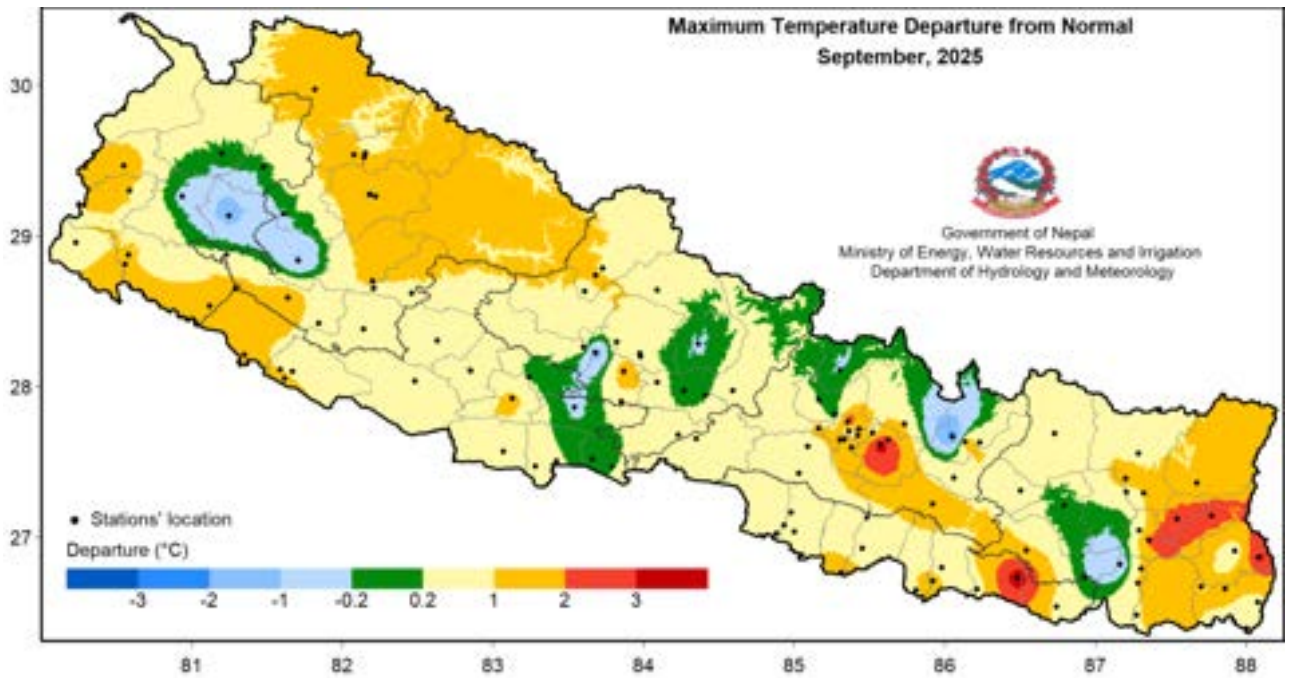 Maximum Temperature Departure from Normal
September, 2025
Government of Nepal
Ministry of Energy, Water Resources and Irrigation
Department of Hydrology and Meteorology
30
29
28
27
Stations' location
Departure (°C)
-3 -2 -1 -0.2 0.2 1 2 3
81 82 83 84 85 86 87 88